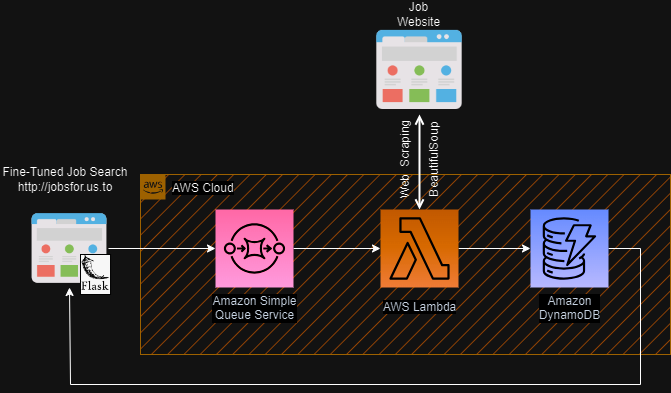 Job
Website
Web Scraping
BeautifulSoup
Fine-Tuned Job Search
http://jobsfor.us.to
aws
AWS Cloud
Flask
Amazon Simple
Queue Service
AWS Lambda
Amazon
DynamoDB